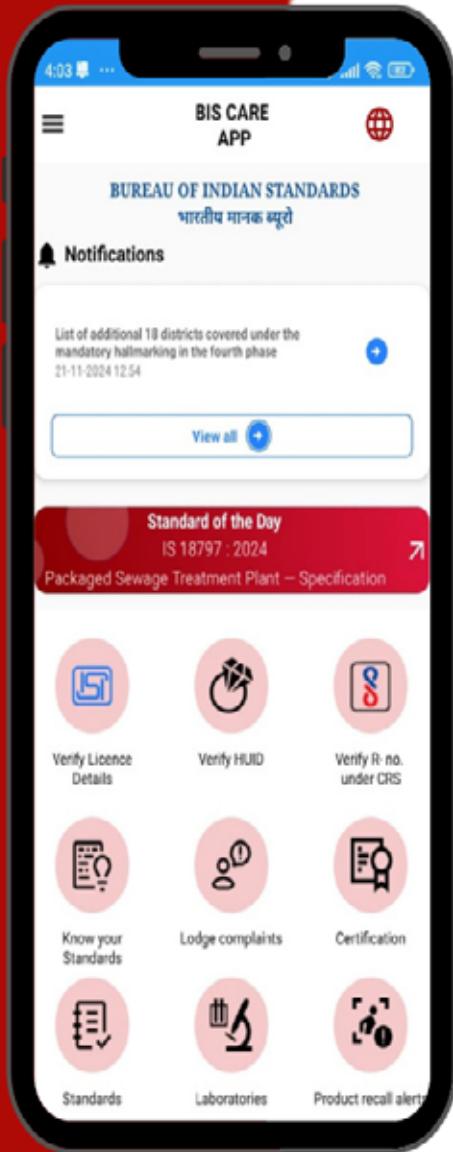 4:03
BIS CARE
APP
BUREAU OF INDIAN STANDARDS
भारतीय मानक ब्यूरो
Notifications
List of additional 18 districts covered under the
mandatory hallmarking in the fourth phase
21-11-2024 12:54
View all
Standard of the Day
IS 18797 : 2024
Packaged Sewage Treatment Plant — Specification
ISI
Verify Licence
Details
Verify HUID
Verify R- no.
under CRS
Know your
Standards
Lodge complaints
Certification
Standards
Laboratories
Product recall alerts